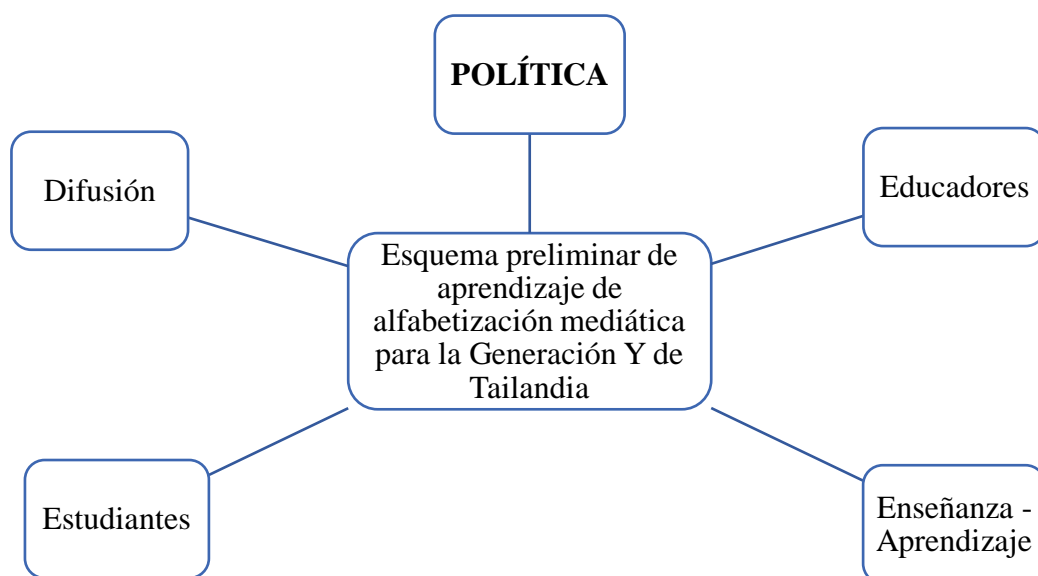 POLÍTICA
Difusión
Educadores
Esquema preliminar de
aprendizaje de
alfabetización mediática
para la Generación Y de
Tailandia
Estudiantes
Enseñanza -
Aprendizaje